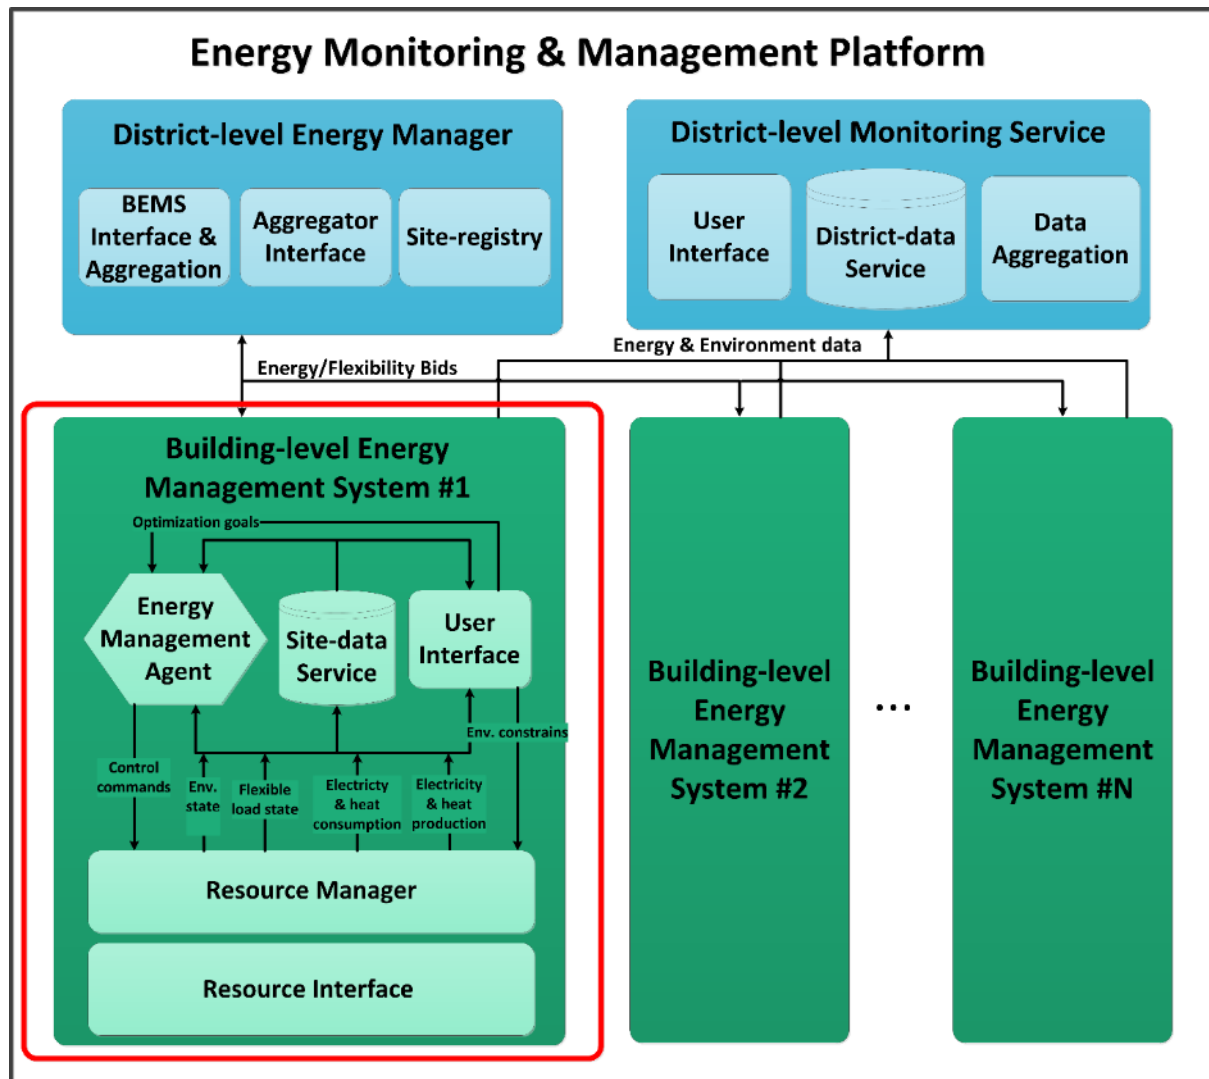 Energy Monitoring & Management Platform
District-level Energy Manager
BEMS
Interface &
Aggregation
Aggregator
Interface
Site-registry
District-level Monitoring Service
User
Interface
District-data
Service
Data
Aggregation
Energy & Environment data
Energy/Flexibility Bids
Building-level Energy
Management System #1
Optimization goals
Energy
Management
Agent
Site-data
Service
User
Interface
Env. constrains
Control
commands
Env.
state
Flexible
load state
Electricty
& heat
consumption
Electricity
& heat
production
Resource Manager
Resource Interface
Building-level
Energy
Management
System #2
...
Building-level
Energy
Management
System #N